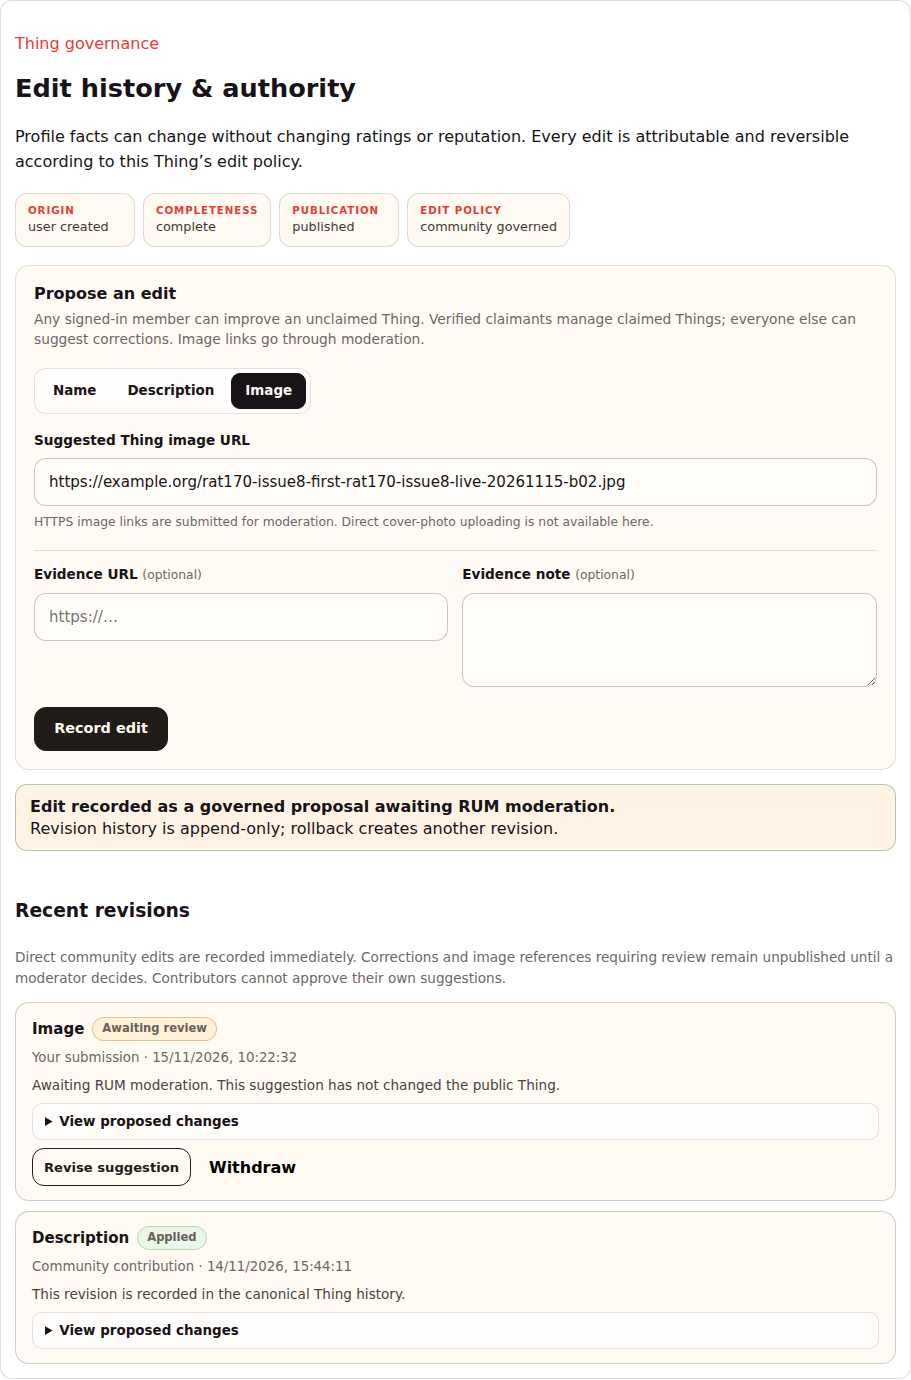 Thing governance
Edit history & authority
Profile facts can change without changing ratings or reputation. Every edit is attributable and reversible
according to this Thing’s edit policy.
ORIGIN
user created
COMPLETENESS
complete
PUBLICATION
published
EDIT POLICY
community governed
Propose an edit
Any signed-in member can improve an unclaimed Thing. Verified claimants manage claimed Things; everyone else can
suggest corrections. Image links go through moderation.
Name Description Image
Suggested Thing image URL
https://example.org/rat170-issue8-first-rat170-issue8-live-20261115-b02.jpg
HTTPS image links are submitted for moderation. Direct cover-photo uploading is not available here.
Evidence URL (optional)
https://…
Evidence note (optional)
Record edit
Edit recorded as a governed proposal awaiting RUM moderation.
Revision history is append-only; rollback creates another revision.
Recent revisions
Direct community edits are recorded immediately. Corrections and image references requiring review remain unpublished until a
moderator decides. Contributors cannot approve their own suggestions.
Image Awaiting review
Your submission · 15/11/2026, 10:22:32
Awaiting RUM moderation. This suggestion has not changed the public Thing.
View proposed changes
Revise suggestion Withdraw
Description Applied
Community contribution · 14/11/2026, 15:44:11
This revision is recorded in the canonical Thing history.
View proposed changes